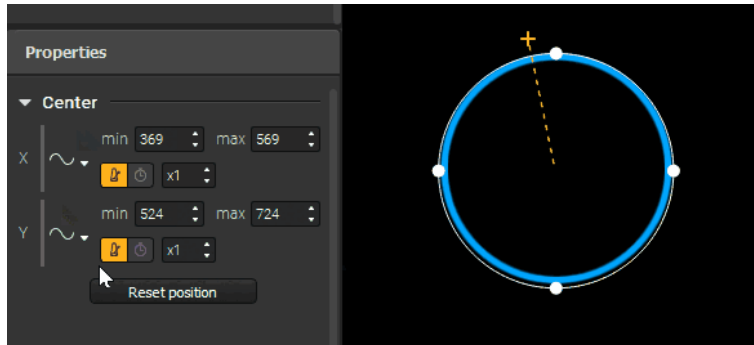 Properties
Center
X min 369 max 569
x1
Y min 524 max 724
x1
Reset position